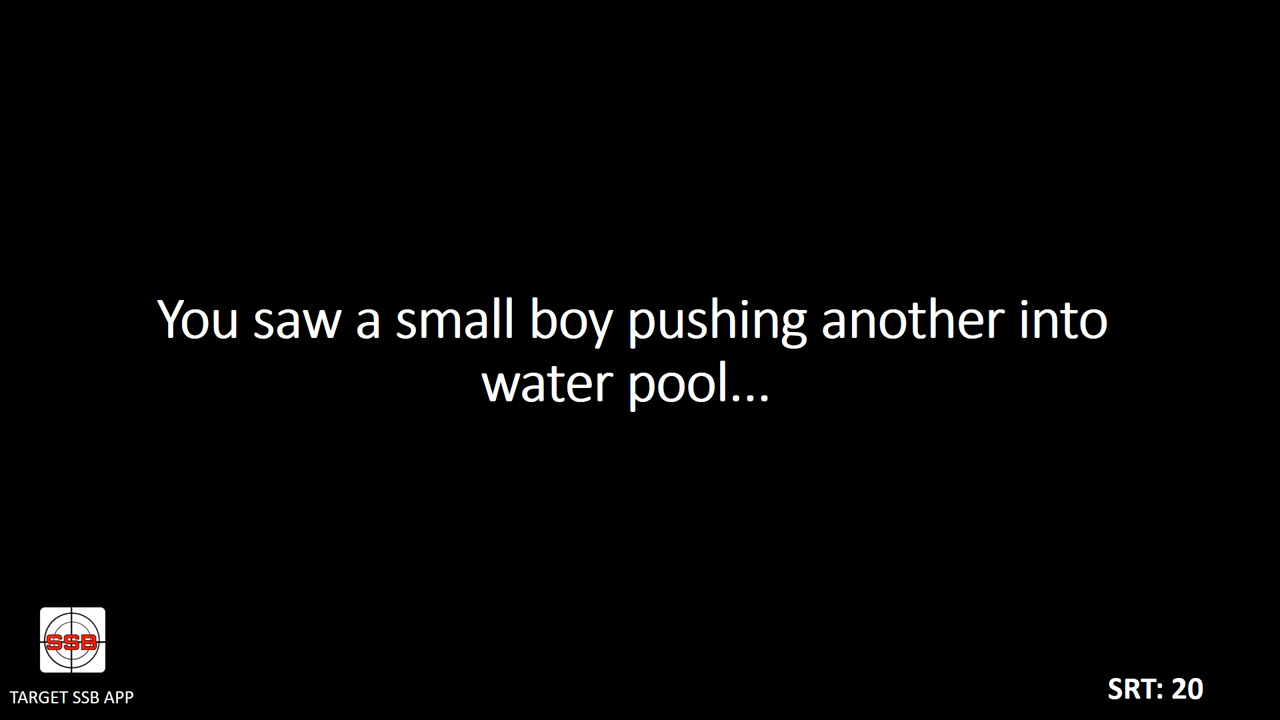 You saw a small boy pushing another into
water pool...
SSB
TARGET SSB APP
SRT: 20